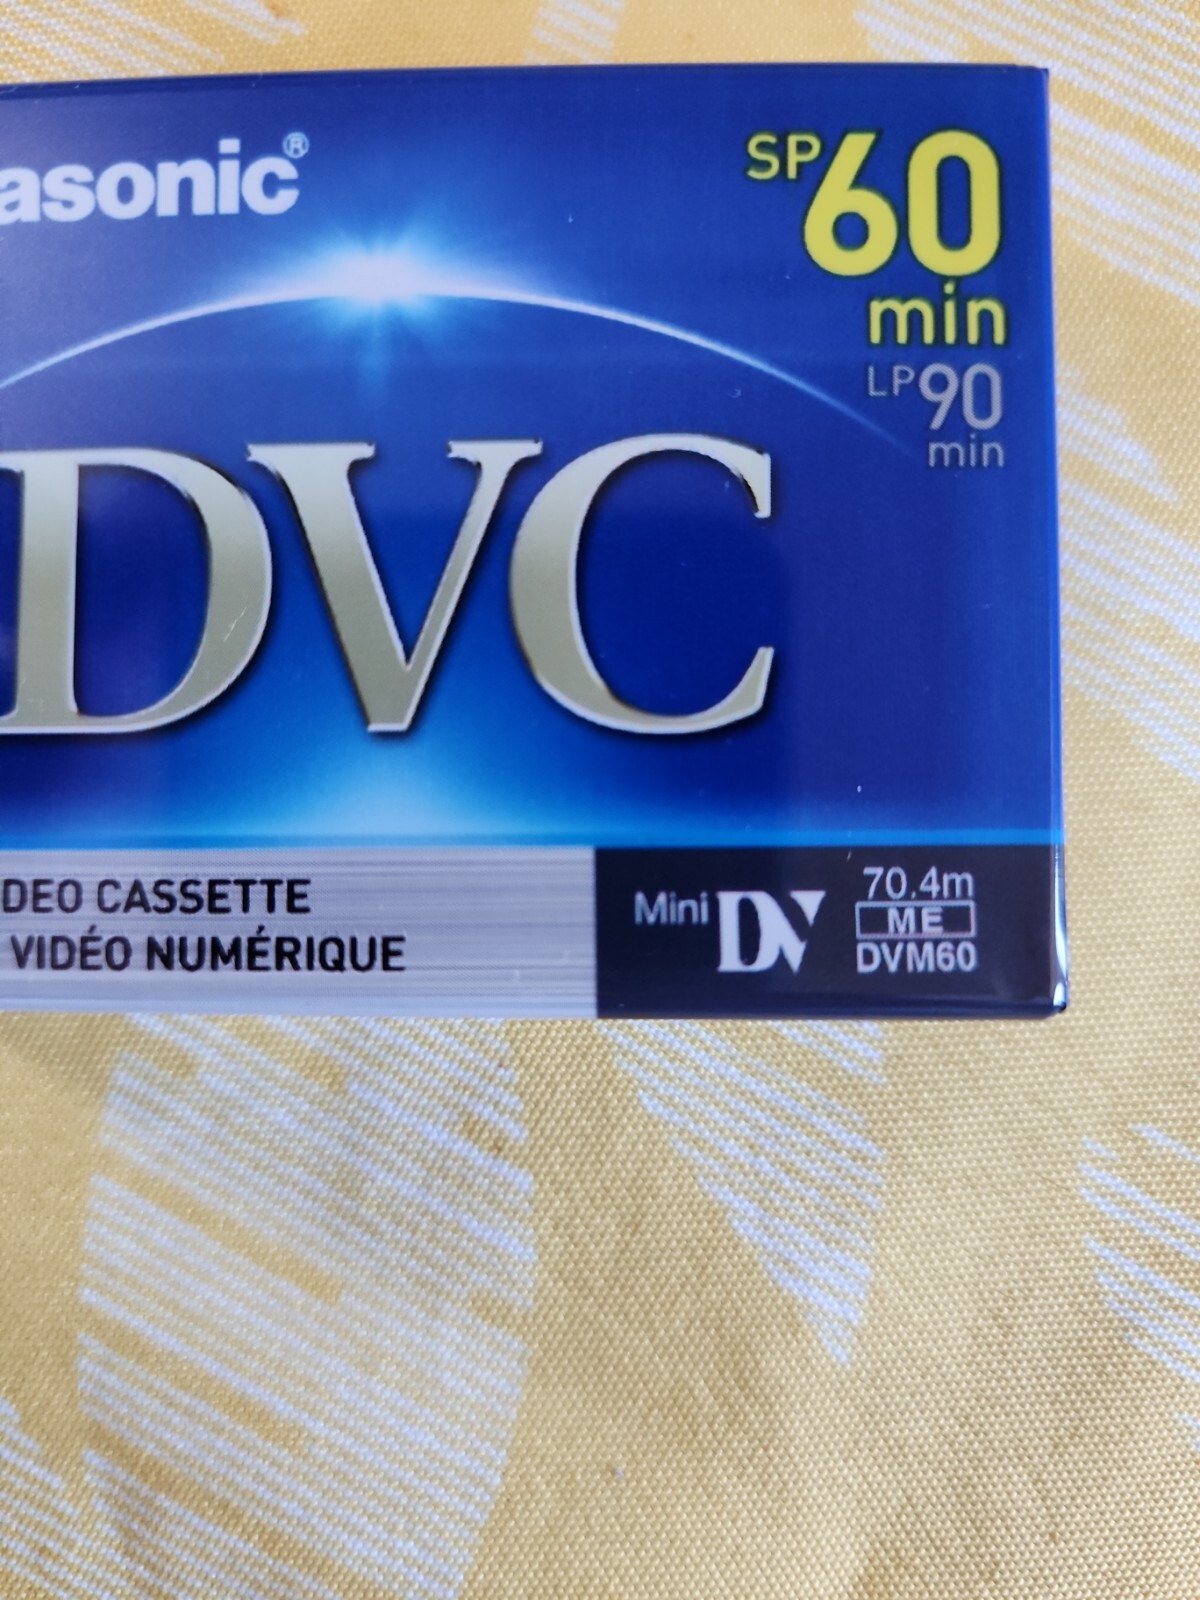 asonic®
SP60
min
LP90
min
DVC
DEO CASSETTE
VIDÉO NUMÉRIQUE
Mini DV
70.4m
ME
DVM60